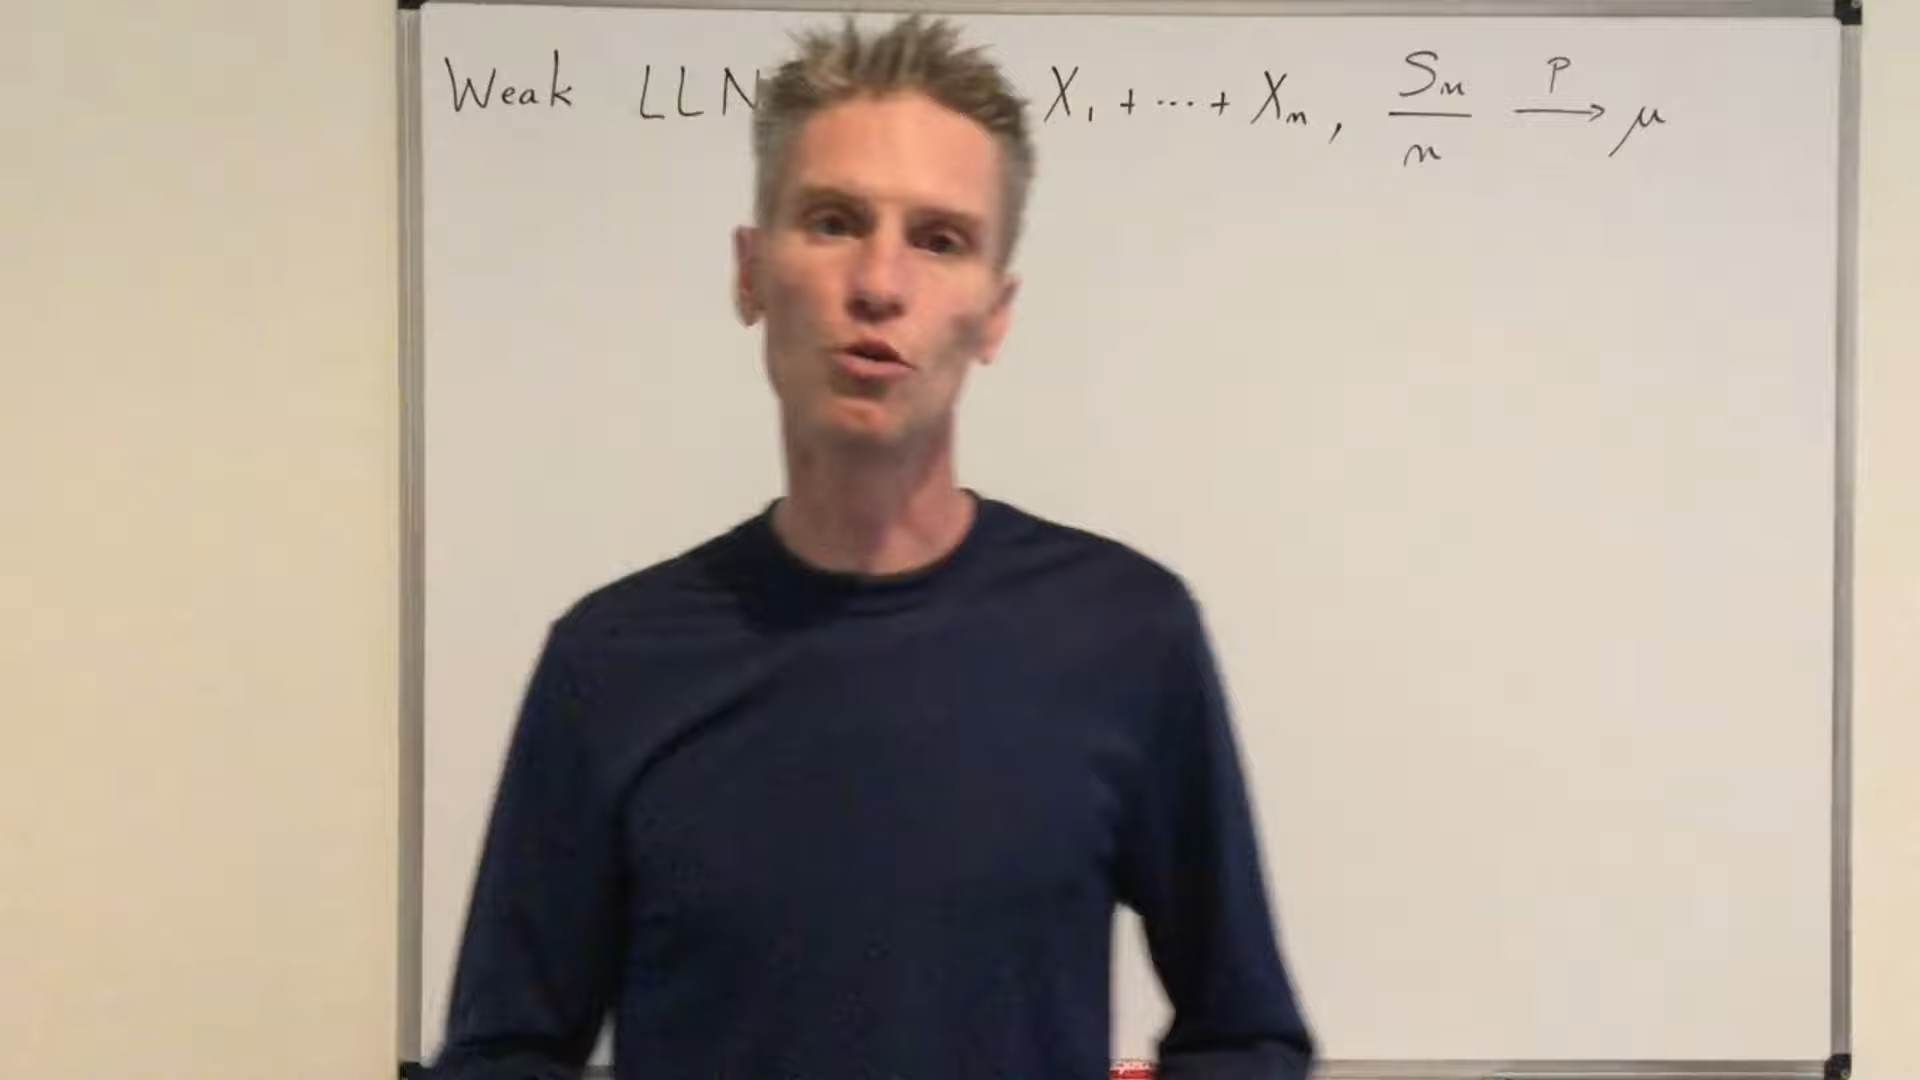 Weak LLN X₁ + ··· + Xₙ, Sₙ/n →ᴾ μ